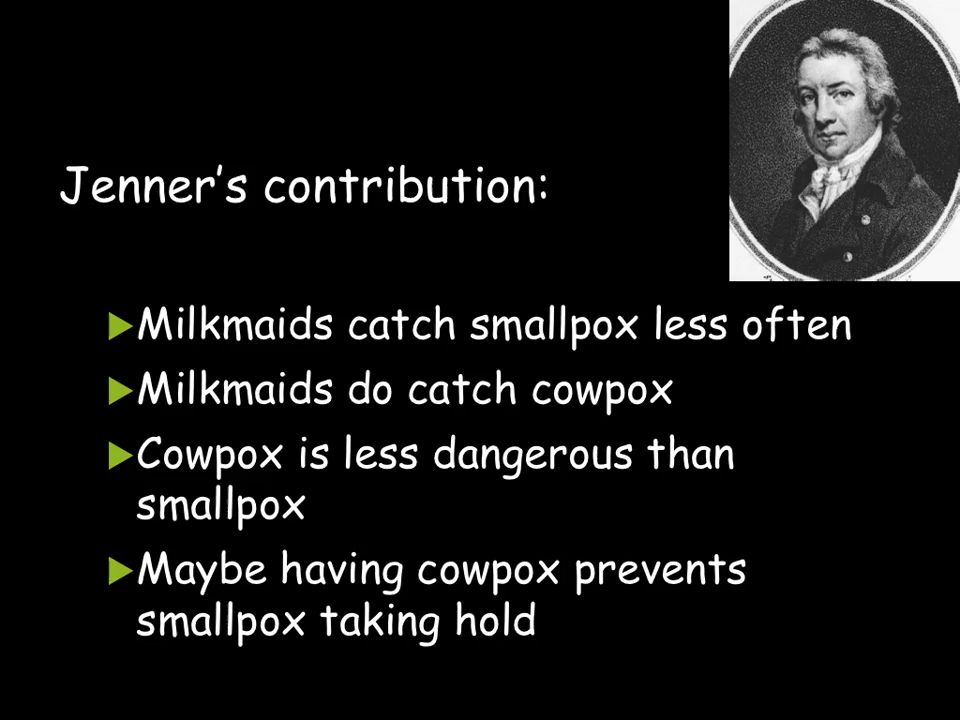 Jenner’s contribution:
Milkmaids catch smallpox less often
Milkmaids do catch cowpox
Cowpox is less dangerous than
smallpox
Maybe having cowpox prevents
smallpox taking hold